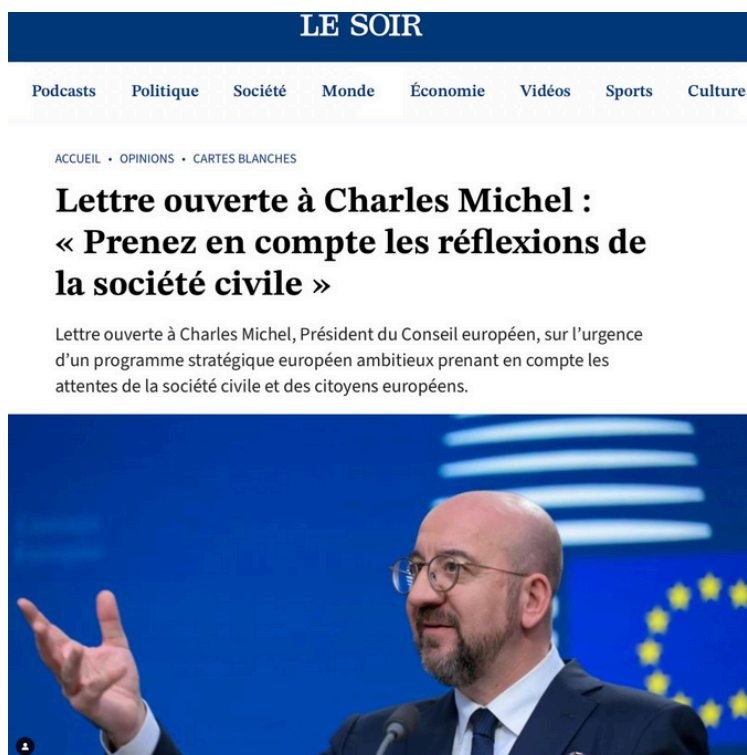 LE SOIR
Podcasts Politique Société Monde Économie Vidéos Sports Culture
ACCUEIL • OPINIONS • CARTES BLANCHES
Lettre ouverte à Charles Michel :
« Prenez en compte les réflexions de
la société civile »
Lettre ouverte à Charles Michel, Président du Conseil européen, sur l’urgence
d’un programme stratégique européen ambitieux prenant en compte les
attentes de la société civile et des citoyens européens.